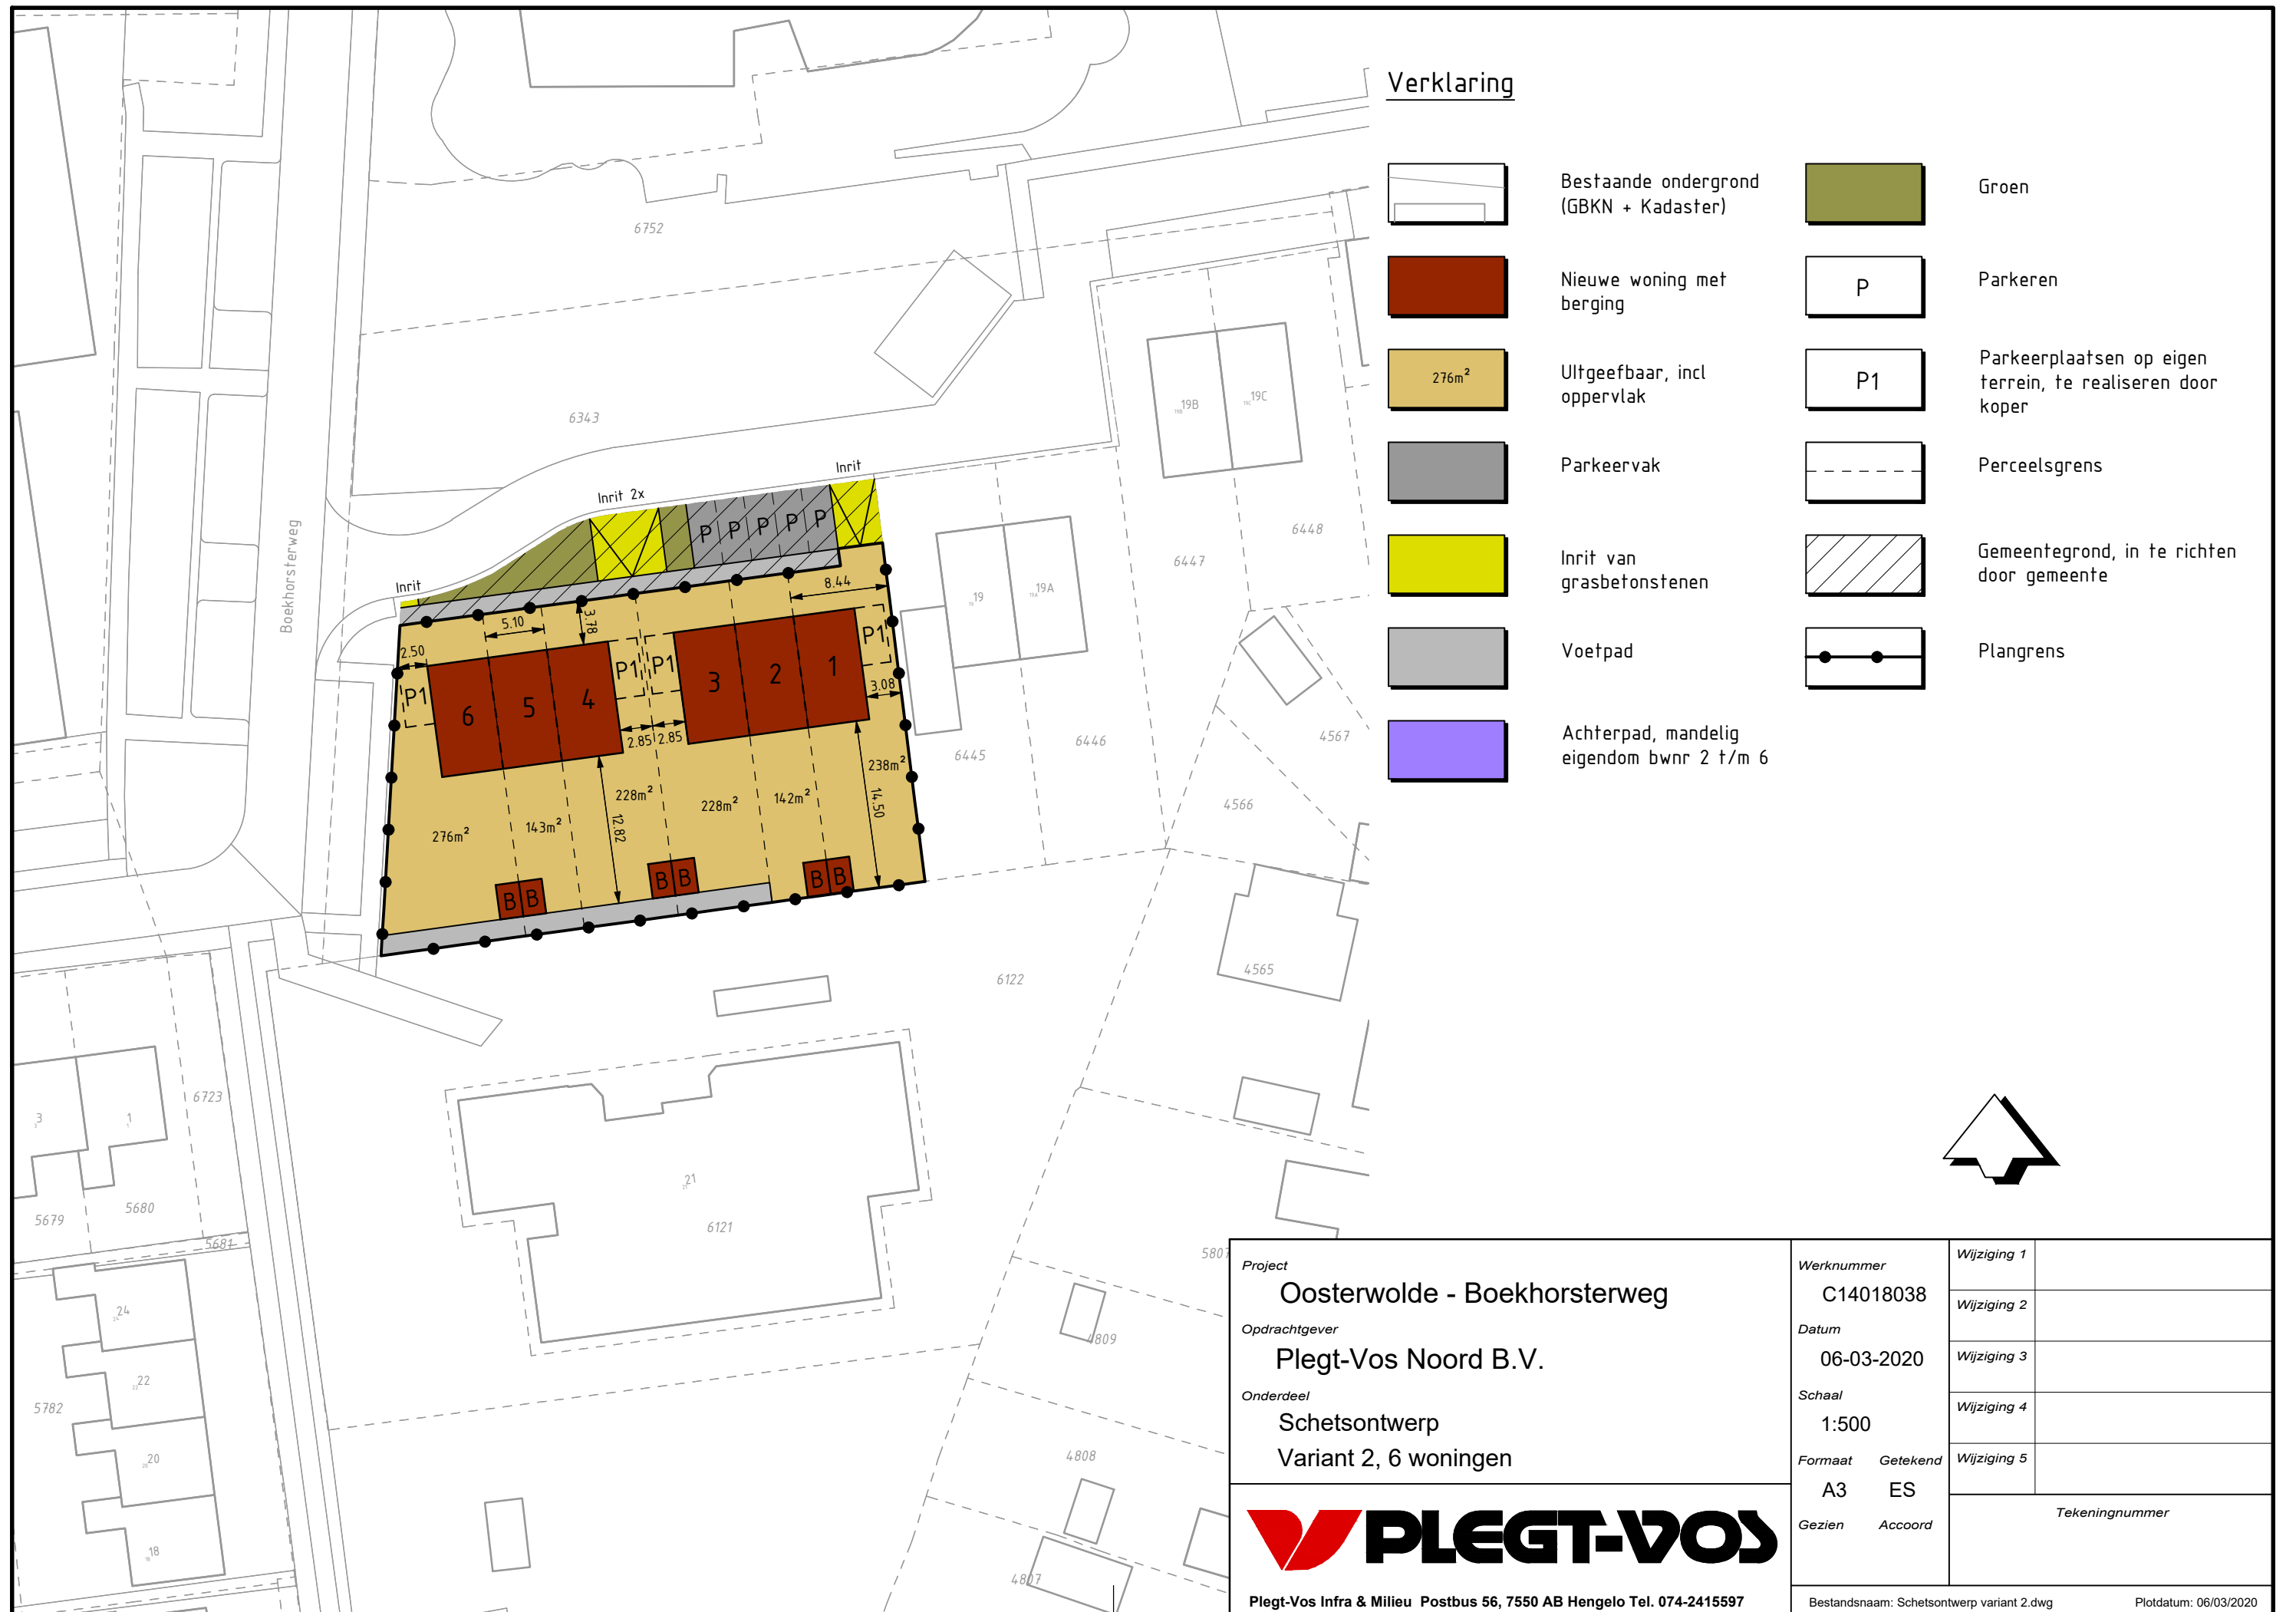 Verklaring
Bestaande ondergrond
(GBKN + Kadaster)
Nieuwe woning met
berging
276m²
UItgeefbaar, incl
oppervlak
Parkeervak
Inrit van
grasbetonstenen
Voetpad
Achterpad, mandelig
eigendom bwnr 2 t/m 6
Groen
P
Parkeren
P1
Parkeerplaatsen op eigen
terrein, te realiseren door
koper
Perceelsgrens
Gemeentegrond, in te richten
door gemeente
Plangrens
6752
6343
Boekhorsterweg
Inrit
Inrit 2x
Inrit
P P P P P
8.44
3.78
5.10
2.50
P1
6
5
4
P1
P1
3
2
1
P1
3.08
2.85
2.85
238m²
14.50
142m²
228m²
228m²
12.82
143m²
276m²
B B
B B
B B
19B
19C
19
19A
6448
6447
6446
6445
4567
4566
4565
6122
21
6121
6723
3
1
5679
5680
5681
24
22
20
18
5782
5807
4809
4808
4807
Project
Oosterwolde - Boekhorsterweg
Opdrachtgever
Plegt-Vos Noord B.V.
Onderdeel
Schetsontwerp
Variant 2, 6 woningen
PLEGT-VOS
Plegt-Vos Infra & Milieu Postbus 56, 7550 AB Hengelo Tel. 074-2415597
Werknummer
C14018038
Datum
06-03-2020
Schaal
1:500
Formaat Getekend
A3 ES
Gezien Accoord
Wijziging 1
Wijziging 2
Wijziging 3
Wijziging 4
Wijziging 5
Tekeningnummer
Bestandsnaam: Schetsontwerp variant 2.dwg Plotdatum: 06/03/2020